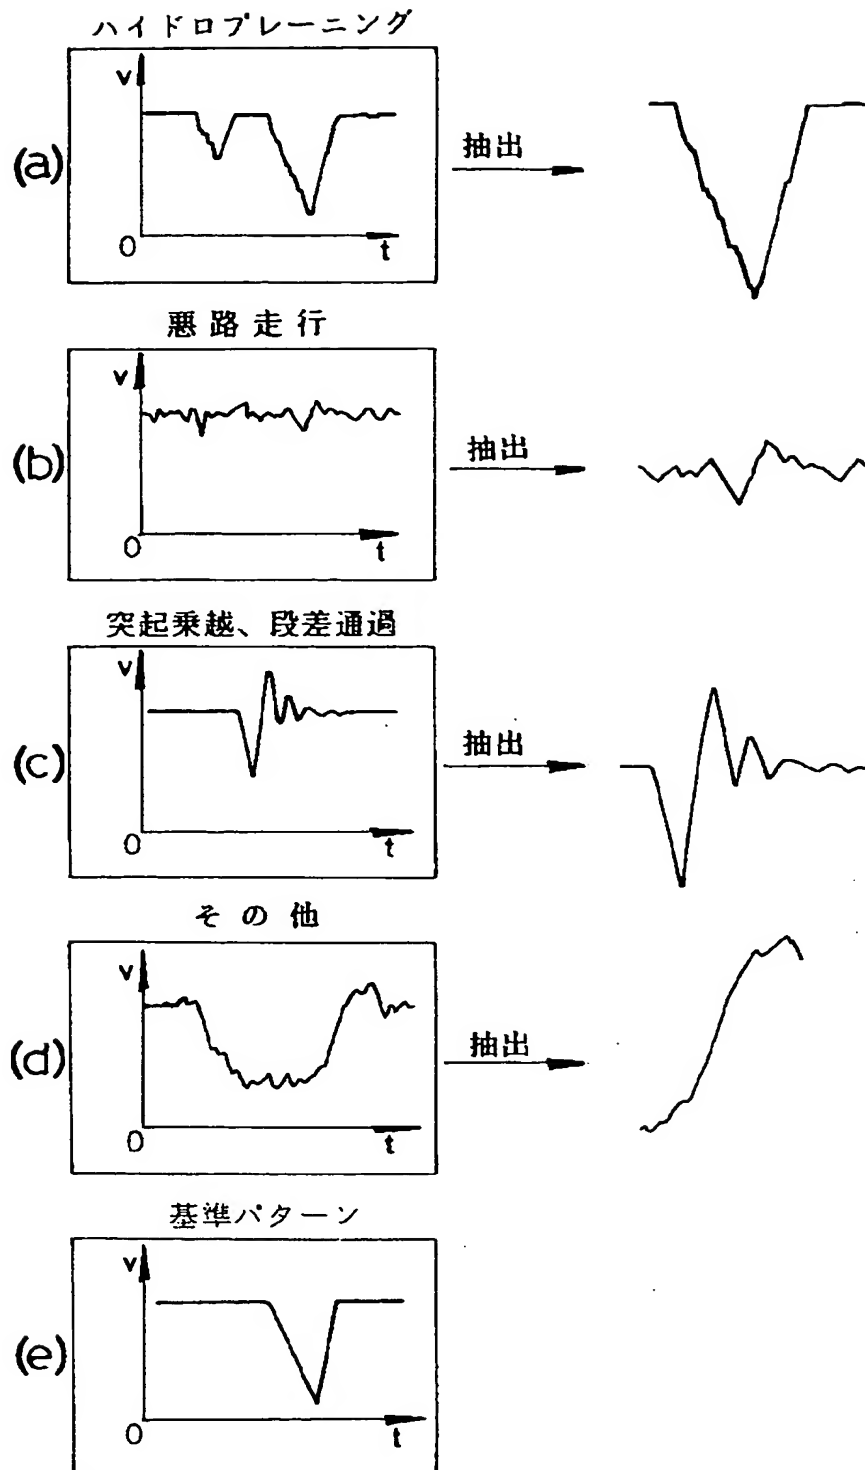 ハイドロプレーニング
(a)
v
0
t
抽出
悪路走行
(b)
v
0
t
抽出
突起乗越、段差通過
(c)
v
0
t
抽出
その他
(d)
v
0
t
抽出
基準パターン
(e)
v
0
t